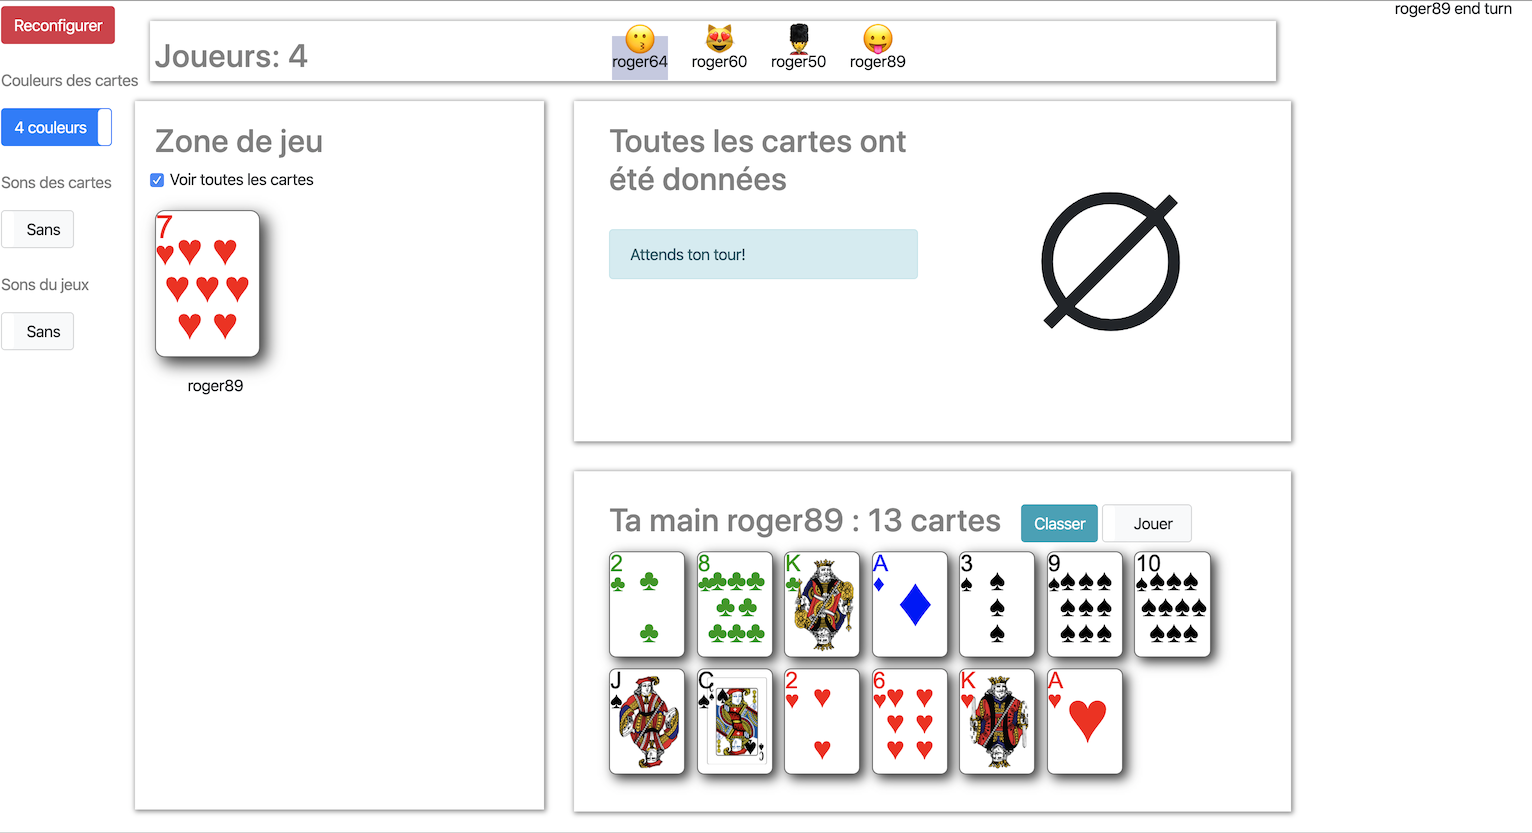 roger89 end turn
Reconfigurer
Joueurs: 4
roger64 roger60 roger50 roger89
Couleurs des cartes
4 couleurs
Sons des cartes
Sans
Sons du jeux
Sans
Zone de jeu
Voir toutes les cartes
7
roger89
Toutes les cartes ont
été données
Attends ton tour!
Ta main roger89 : 13 cartes
Classer
Jouer
2 8 K A 3 9 10
J C 2 6 K A